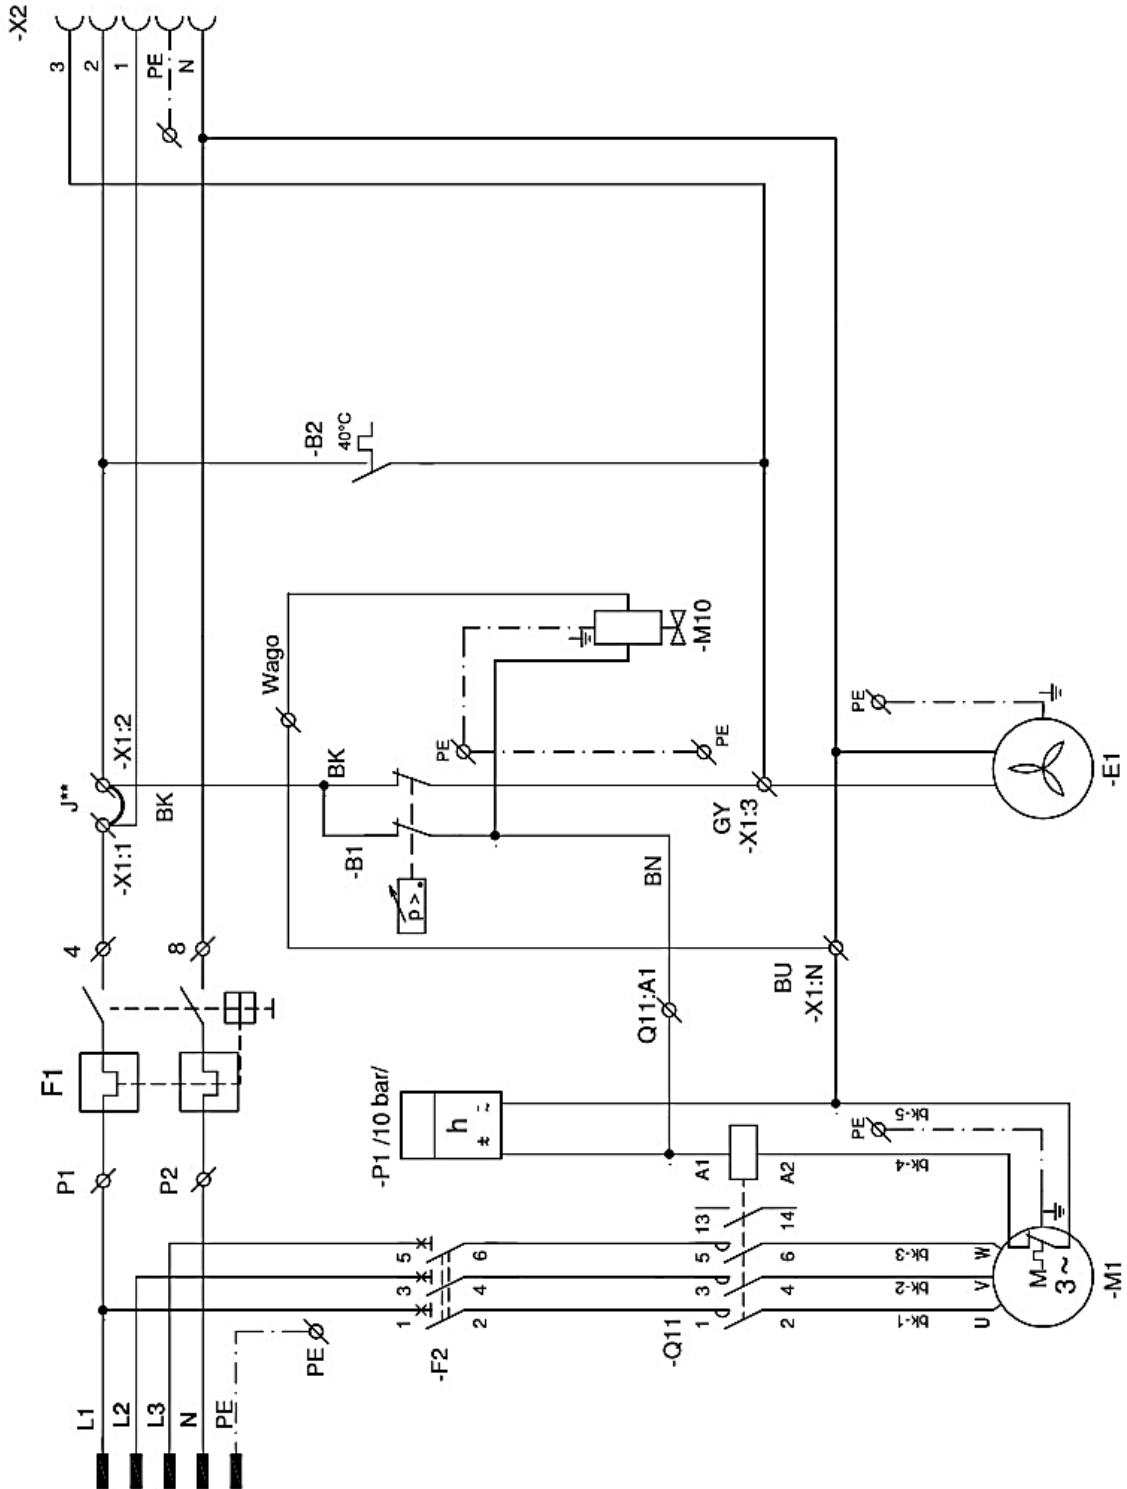 -X2
3
2
1
PE
N
-B2
40°C
Wago
-M10
J**
-X1:2
-X1:1
BK
BK
-B1
p>
PE
PE
GY
-X1:3
BN
PE
-E1
4
8
F1
Q11:A1
BU
-X1:N
P1
P2
-P1 /10 bar/
h
± ~
A1
A2
13
14
bk-5
bk-4
PE
5
6
5
6
bk-3
W
3
4
3
4
bk-2
V
1
2
1
2
bk-1
U
-F2
-Q11
M
3~
-M1
PE
L1
L2
L3
N
PE